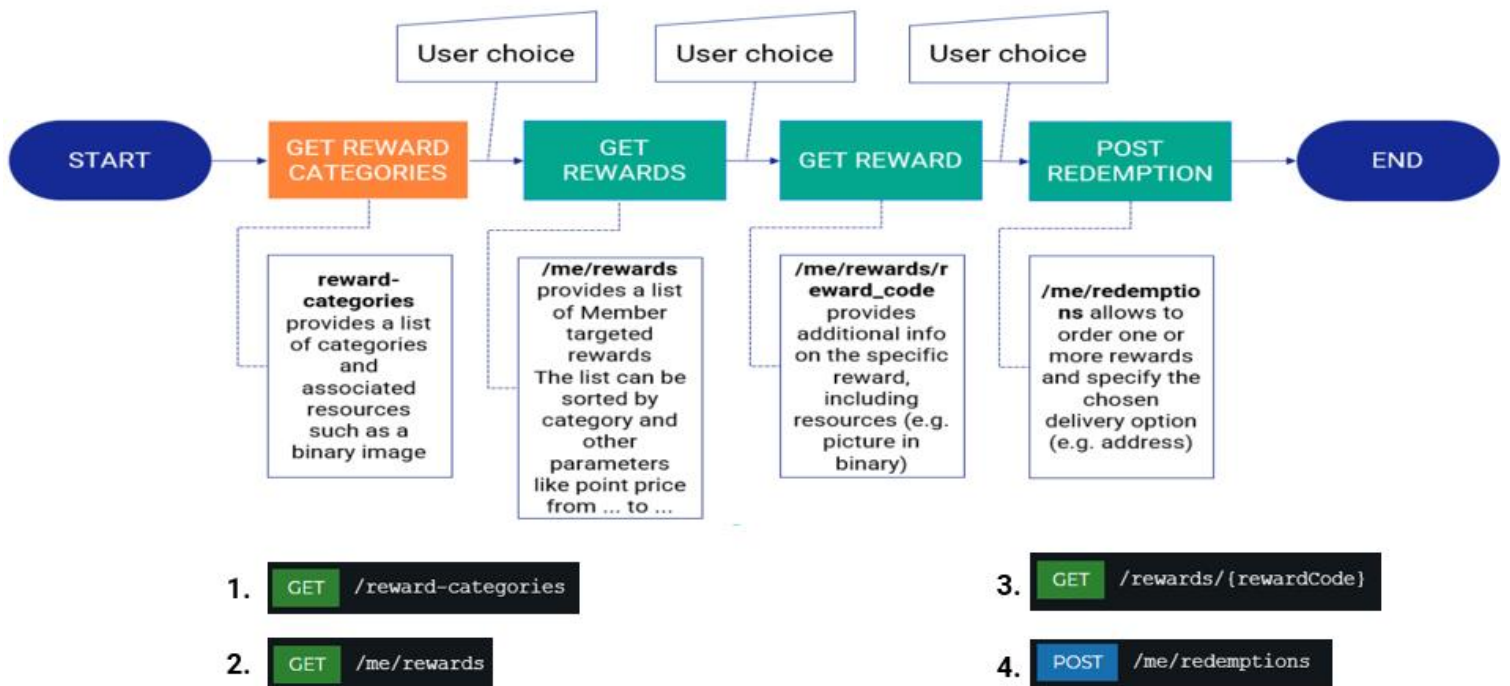 User choice
User choice
User choice
START
GET REWARD
CATEGORIES
GET
REWARDS
GET REWARD
POST
REDEMPTION
END
reward-
categories
provides a list
of categories
and
associated
resources
such as a
binary image
/me/rewards
provides a list
of Member
targeted
rewards
The list can be
sorted by
category and
other
parameters
like point price
from ... to ...
/me/rewards/r
eward_code
provides
additional info
on the specific
reward,
including
resources (e.g.
picture in
binary)
/me/redemptio
ns allows to
order one or
more rewards
and specify the
chosen
delivery option
(e.g. address)
1. GET /reward-categories
2. GET /me/rewards
3. GET /rewards/{rewardCode}
4. POST /me/redemptions